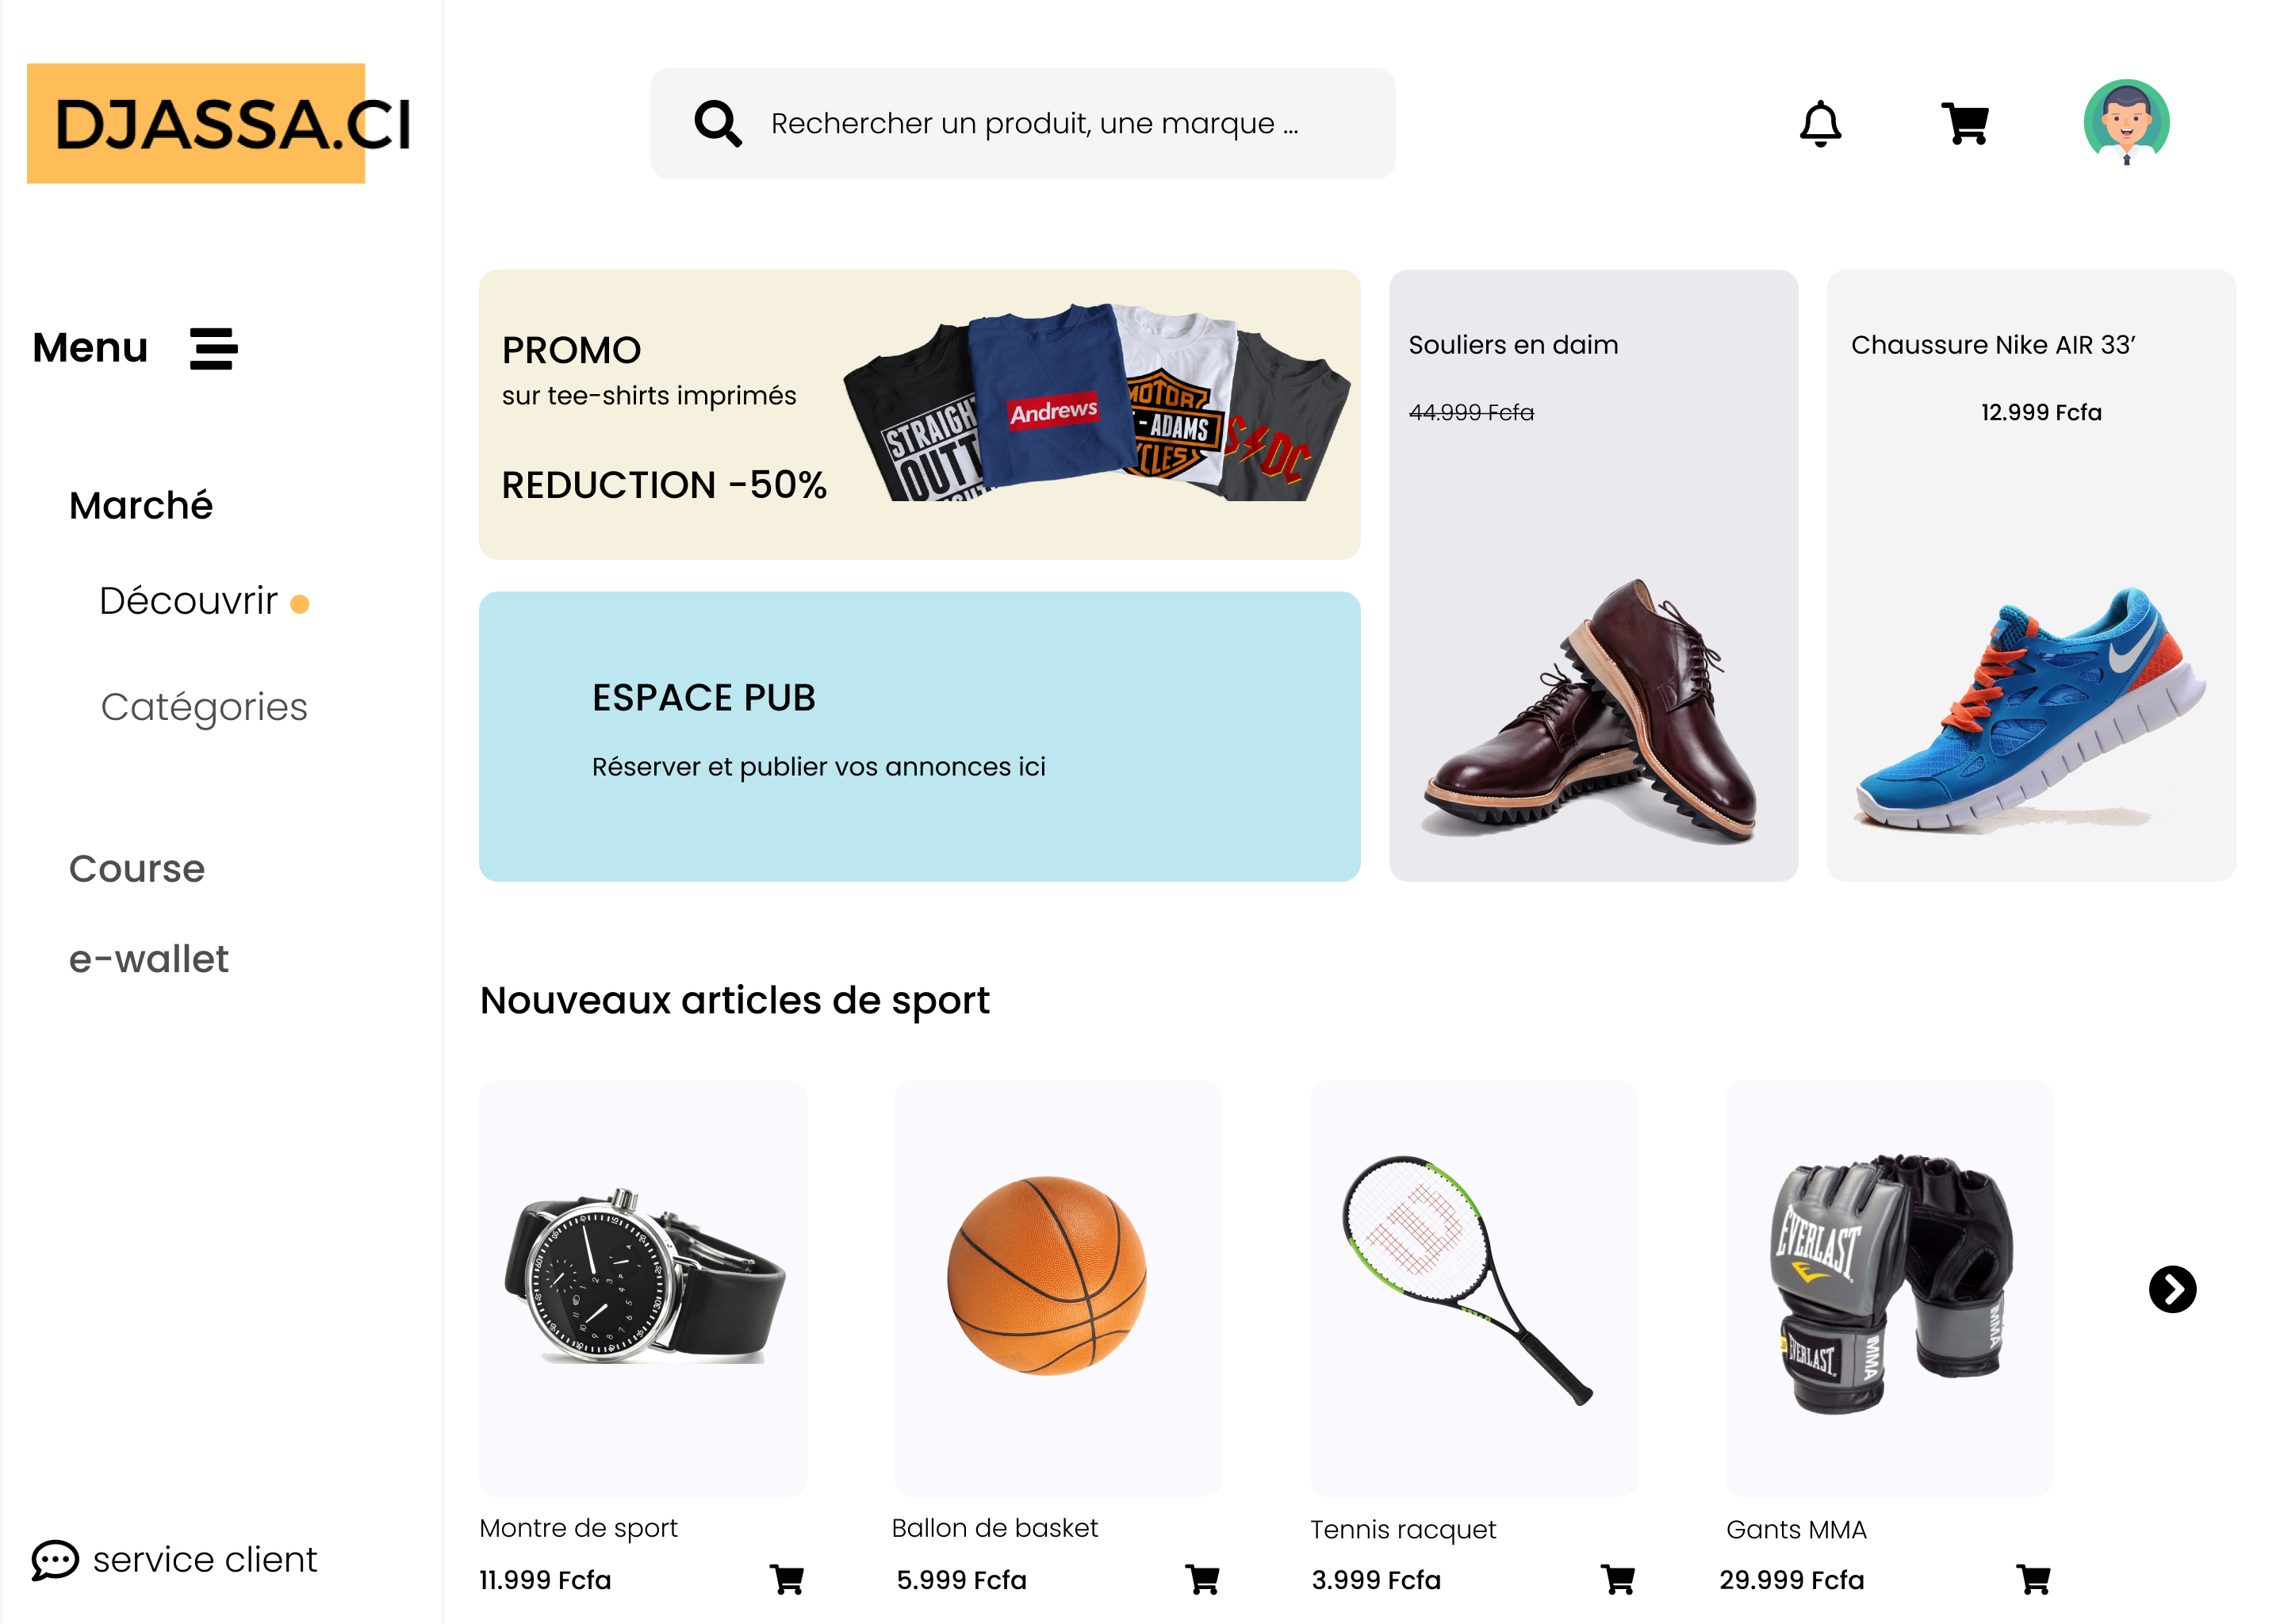 DJASSA.CI
Rechercher un produit, une marque ...
Menu
Marché
Découvrir
Catégories
Course
e-wallet
service client
PROMO
sur tee-shirts imprimés
REDUCTION -50%
STRAIGHT
OUTT
Andrews
MOTOR
- ADAMS
CYCLES
S/DC
ESPACE PUB
Réserver et publier vos annonces ici
Souliers en daim
44.999 Fcfa
Chaussure Nike AIR 33’
12.999 Fcfa
Nouveaux articles de sport
EVERLAST
EVERLAST
MMA
MMA
Montre de sport
11.999 Fcfa
Ballon de basket
5.999 Fcfa
Tennis racquet
3.999 Fcfa
Gants MMA
29.999 Fcfa